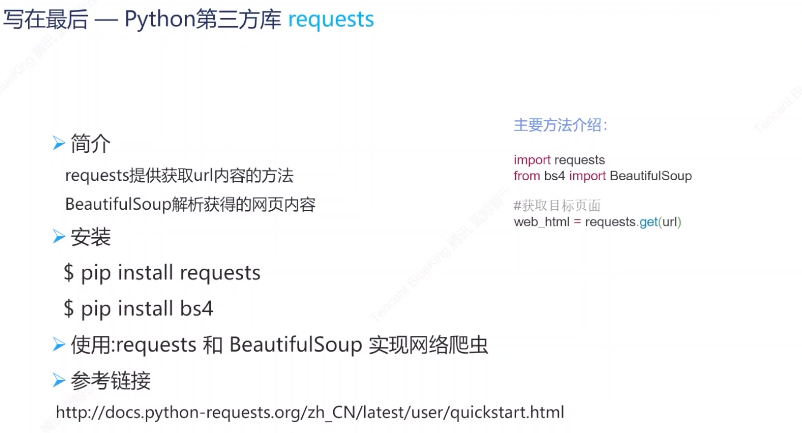 写在最后 — Python第三方库 requests
简介
requests提供获取url内容的方法
BeautifulSoup解析获得的网页内容
安装
$ pip install requests
$ pip install bs4
使用:requests 和 BeautifulSoup 实现网络爬虫
参考链接
http://docs.python-requests.org/zh_CN/latest/user/quickstart.html
主要方法介绍：
import requests
from bs4 import BeautifulSoup
#获取目标页面
web_html = requests.get(url)